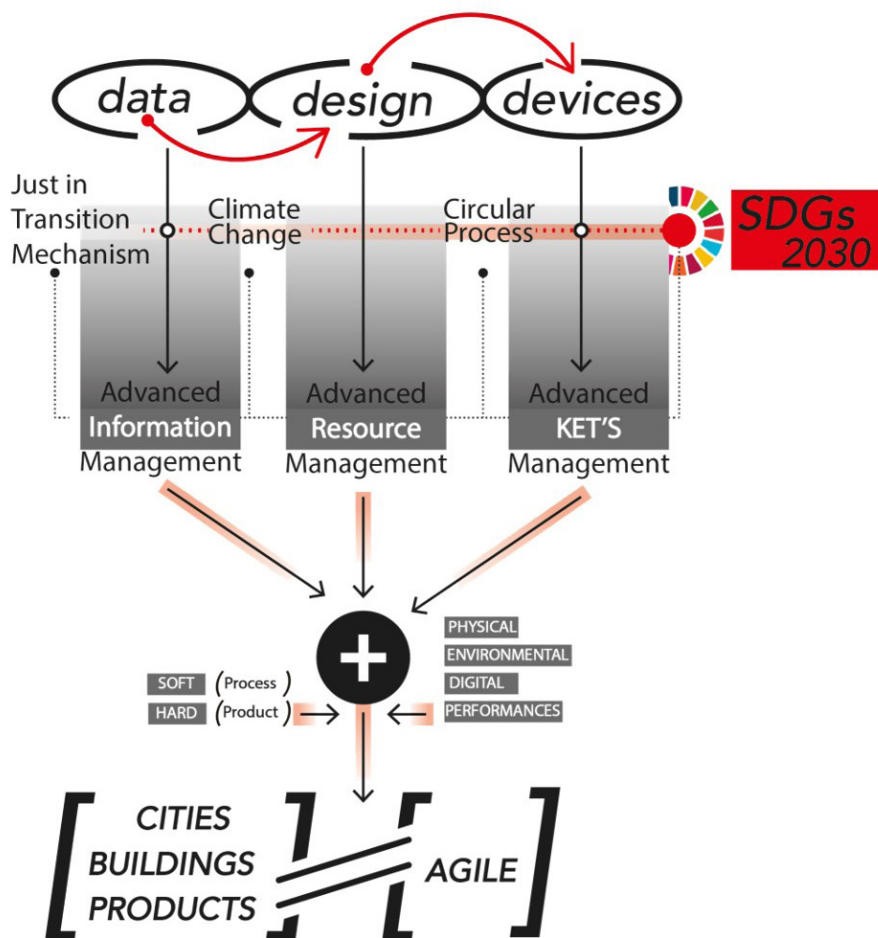 data
design
devices
Just in
Transition
Mechanism
Climate
Change
Circular
Process
SDGs
2030
Advanced
Information
Management
Advanced
Resource
Management
Advanced
KET'S
Management
+
SOFT (Process)
HARD (Product)
PHYSICAL
ENVIRONMENTAL
DIGITAL
PERFORMANCES
[CITIES
BUILDINGS
PRODUCTS]
[AGILE]